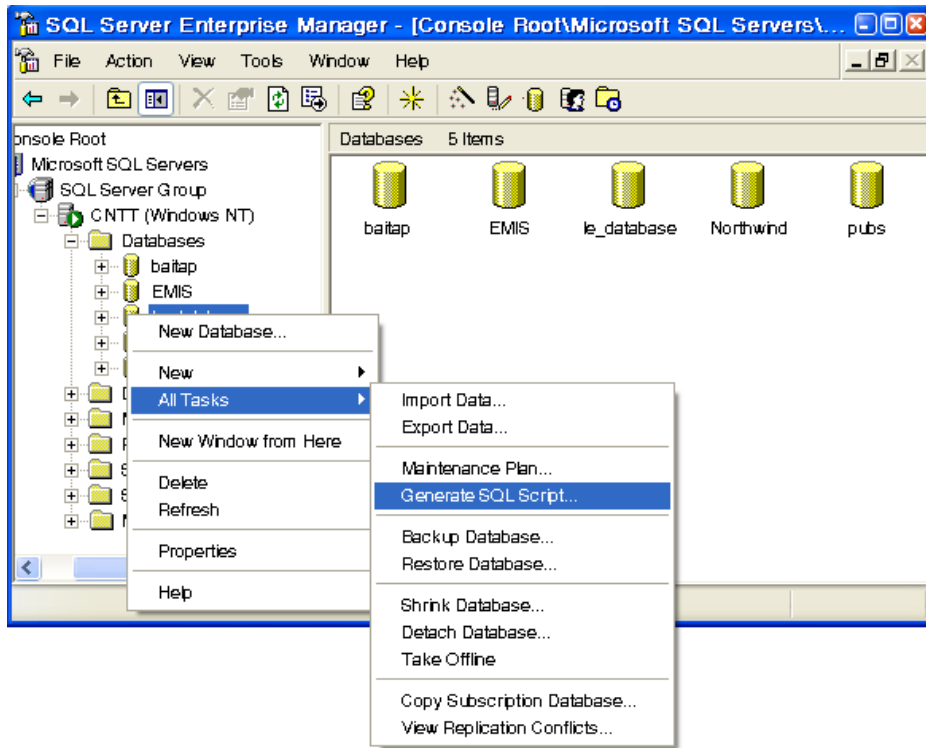 SQL Server Enterprise Manager - [Console Root\Microsoft SQL Servers\...
File Action View Tools Window Help
onsole Root
Databases 5 Items
Microsoft SQL Servers
SQL Server Group
CNTT (Windows NT)
Databases
baitap
EMIS
baitap
EMIS
le_database
Northwind
pubs
New Database...
New
All Tasks
New Window from Here
Delete
Refresh
Properties
Help
Import Data...
Export Data...
Maintenance Plan...
Generate SQL Script...
Backup Database...
Restore Database...
Shrink Database...
Detach Database...
Take Offline
Copy Subscription Database...
View Replication Conflicts...